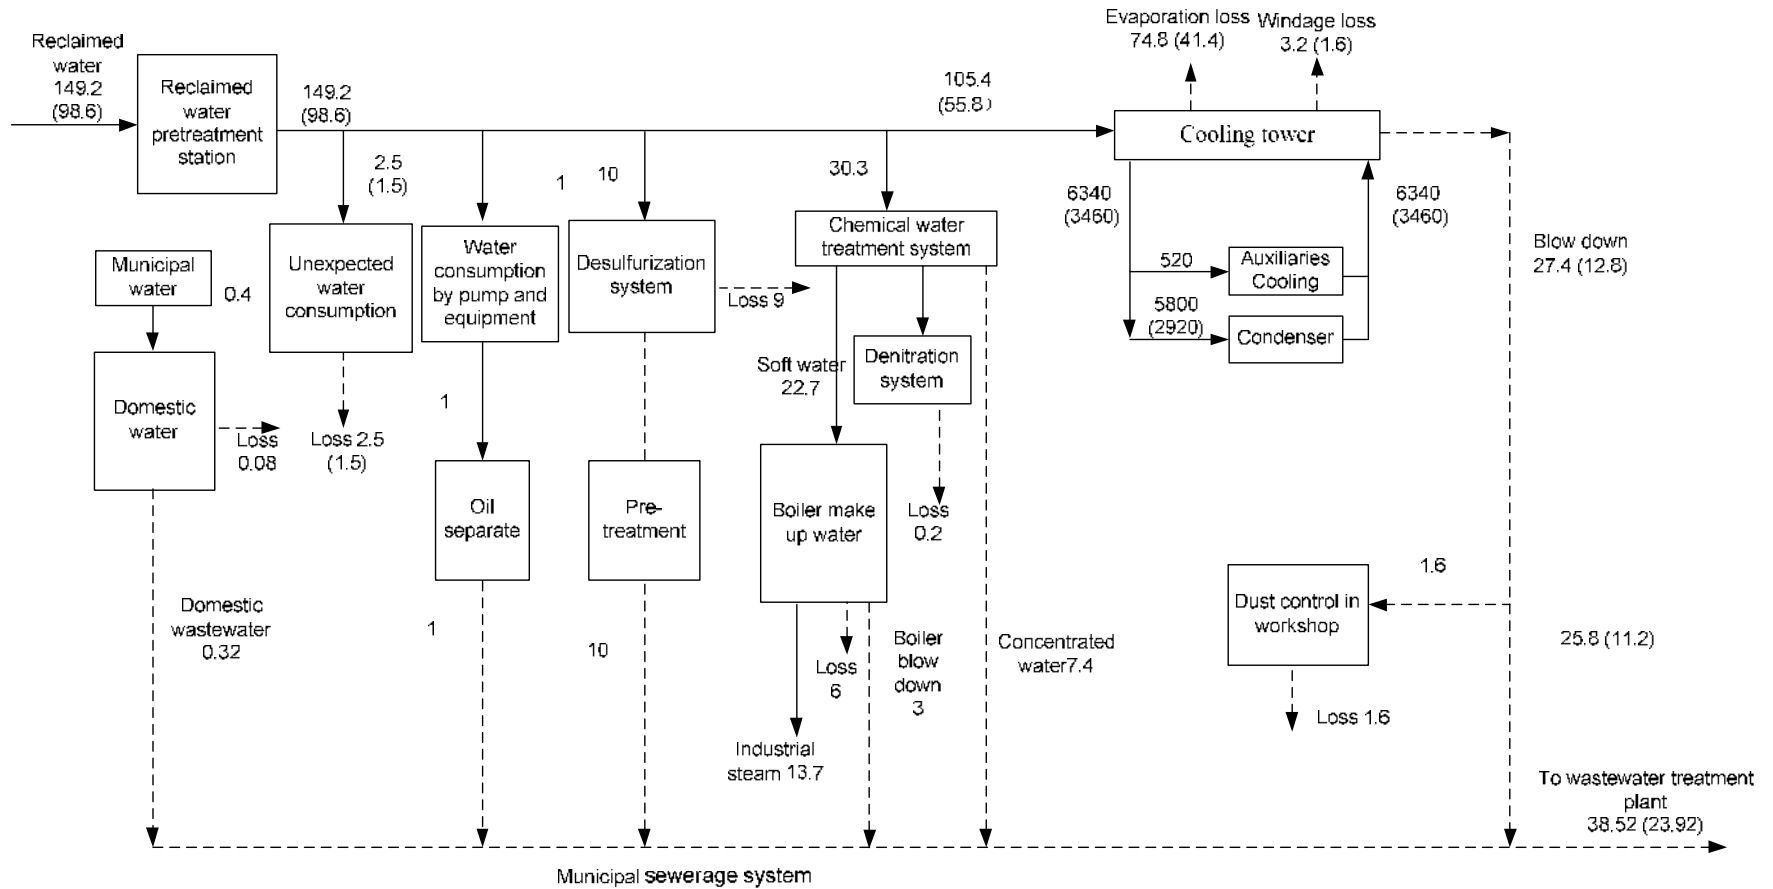 Reclaimed
water
149.2
(98.6)
Reclaimed
water
pretreatment
station
149.2
(98.6)
105.4
(55.8)
Evaporation loss
74.8 (41.4)
Windage loss
3.2 (1.6)
Cooling tower
2.5
(1.5)
1
10
30.3
6340
(3460)
6340
(3460)
Blow down
27.4 (12.8)
Municipal
water
0.4
Unexpected
water
consumption
Water
consumption
by pump and
equipment
Desulfurization
system
Loss 9
Chemical water
treatment system
520
Auxiliaries
Cooling
5800
(2920)
Condenser
Domestic
water
Loss
0.08
Loss 2.5
(1.5)
1
Soft water
22.7
Denitration
system
Oil
separate
Pre-
treatment
Boiler make
up water
Loss
0.2
Domestic
wastewater
0.32
1
10
Loss
6
Boiler
blow
down
3
Concentrated
water7.4
Industrial
steam 13.7
1.6
Dust control in
workshop
Loss 1.6
25.8 (11.2)
To wastewater treatment
plant
38.52 (23.92)
Municipal sewerage system